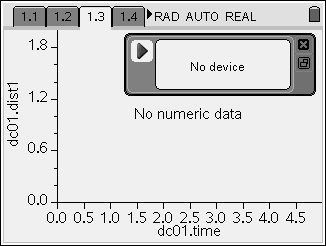 1.1 1.2 1.3 1.4 RAD AUTO REAL
No device
No numeric data
dc01.dist1
1.8
1.2
0.6
0.0
0.0 0.5 1.0 1.5 2.0 2.5 3.0 3.5 4.0 4.5
dc01.time